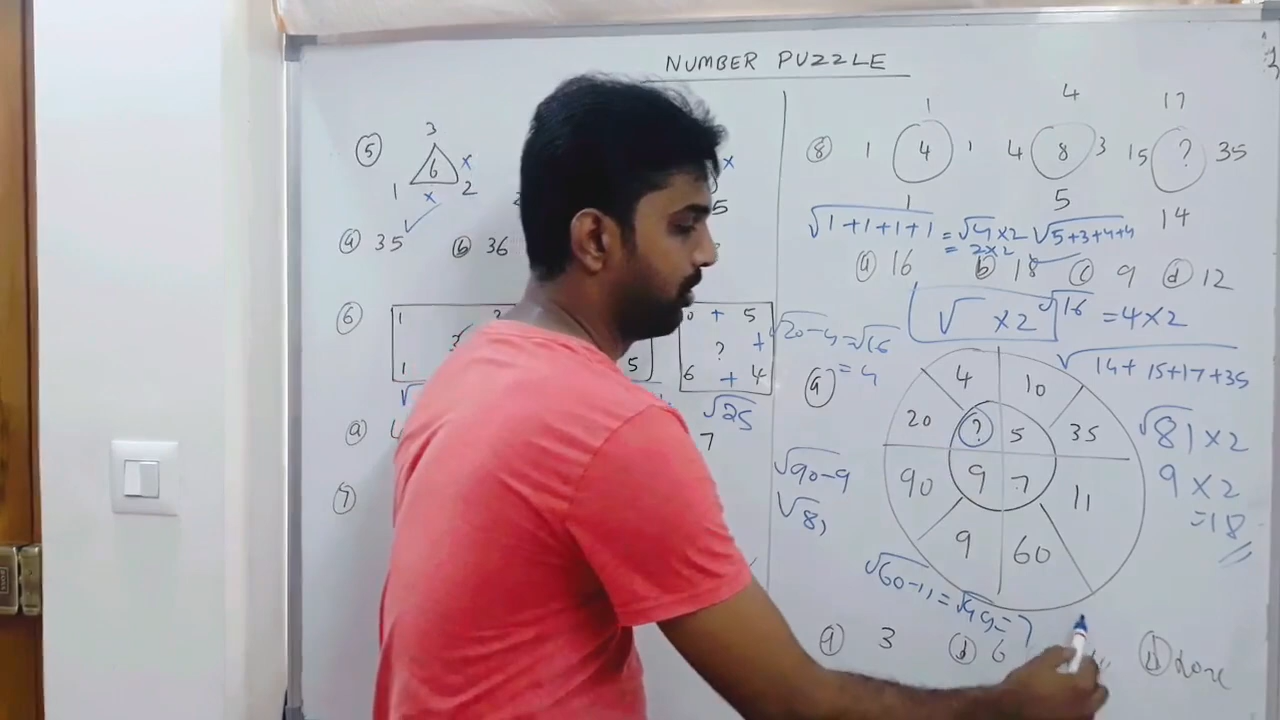 NUMBER PUZZLE
5
3
6
x
1
x
2
x
5
a 35
b 36
6
1
0 + 5
?
+
1
5
6 + 4
√25
a
7
7
8
1
1 4 1
1
4
4 8 3
5
17
15 ? 35
14
√1+1+1+1 = √4×2
= 2×2
√5+3+4+4
a 16
b 18
c 9
d 12
√ ×2
√16 = 4×2
√14+15+17+35
√81×2
9×2
=18
√20-4=√16
= 4
9
4 10
20 ? 5 35
90 9 7 11
9 60
√90-9
√81
√60-11=√49=7
a 3
6